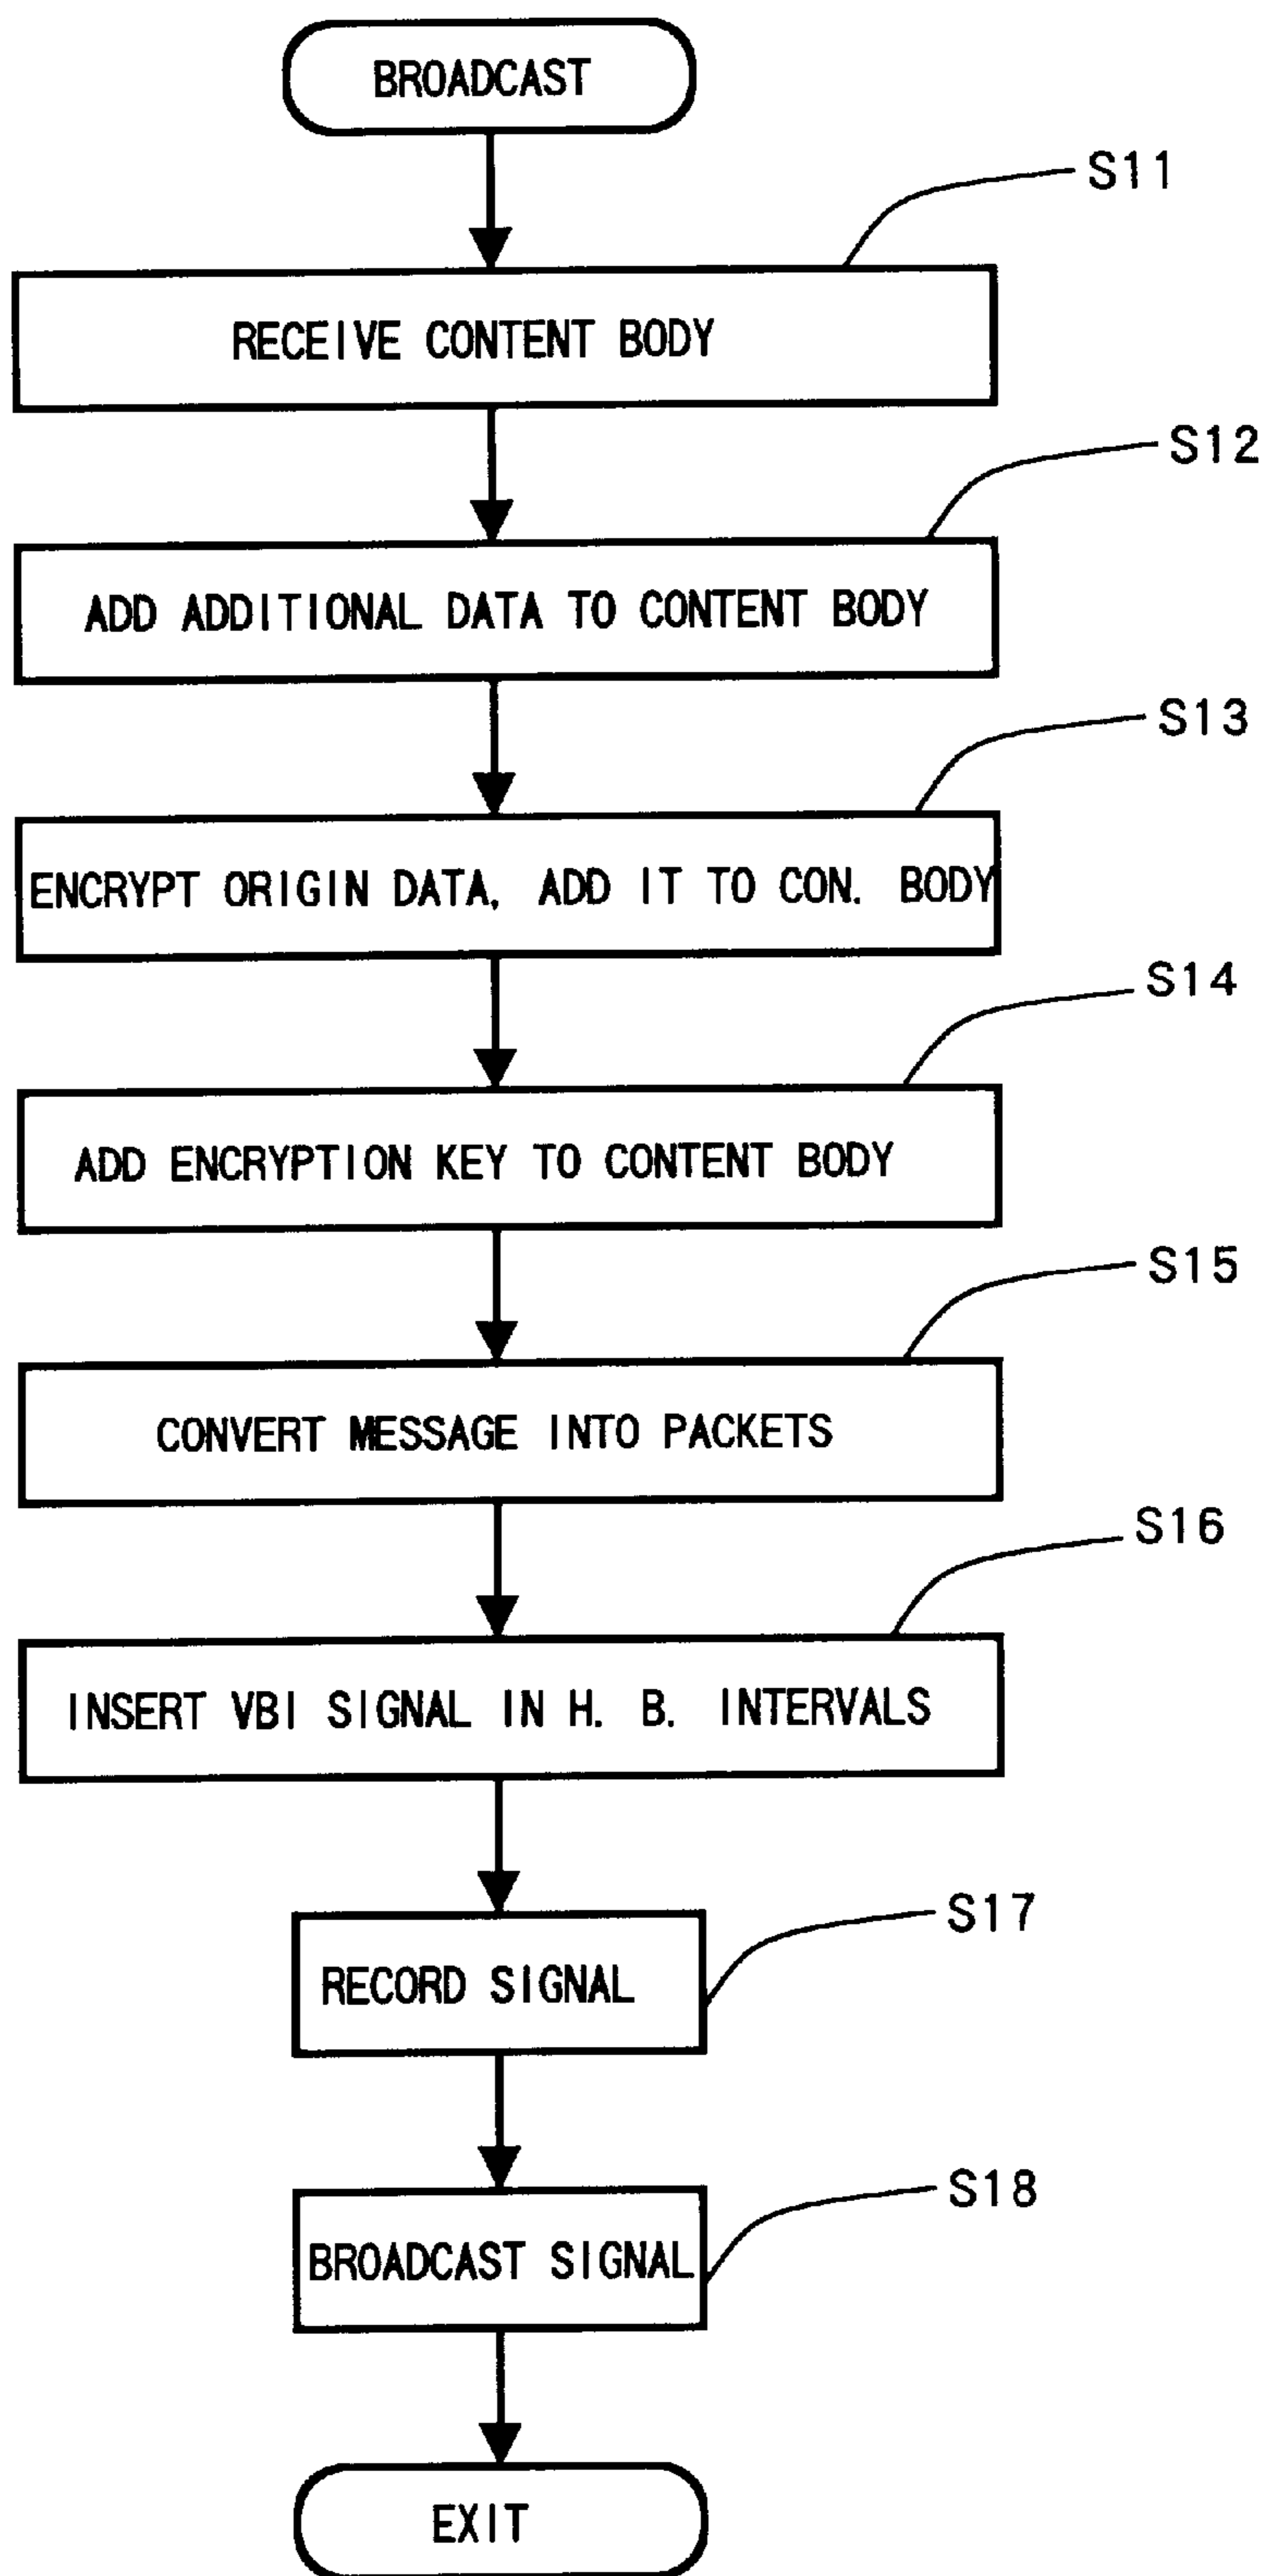 BROADCAST
S11
RECEIVE CONTENT BODY
S12
ADD ADDITIONAL DATA TO CONTENT BODY
S13
ENCRYPT ORIGIN DATA, ADD IT TO CON. BODY
S14
ADD ENCRYPTION KEY TO CONTENT BODY
S15
CONVERT MESSAGE INTO PACKETS
S16
INSERT VBI SIGNAL IN H. B. INTERVALS
S17
RECORD SIGNAL
S18
BROADCAST SIGNAL
EXIT